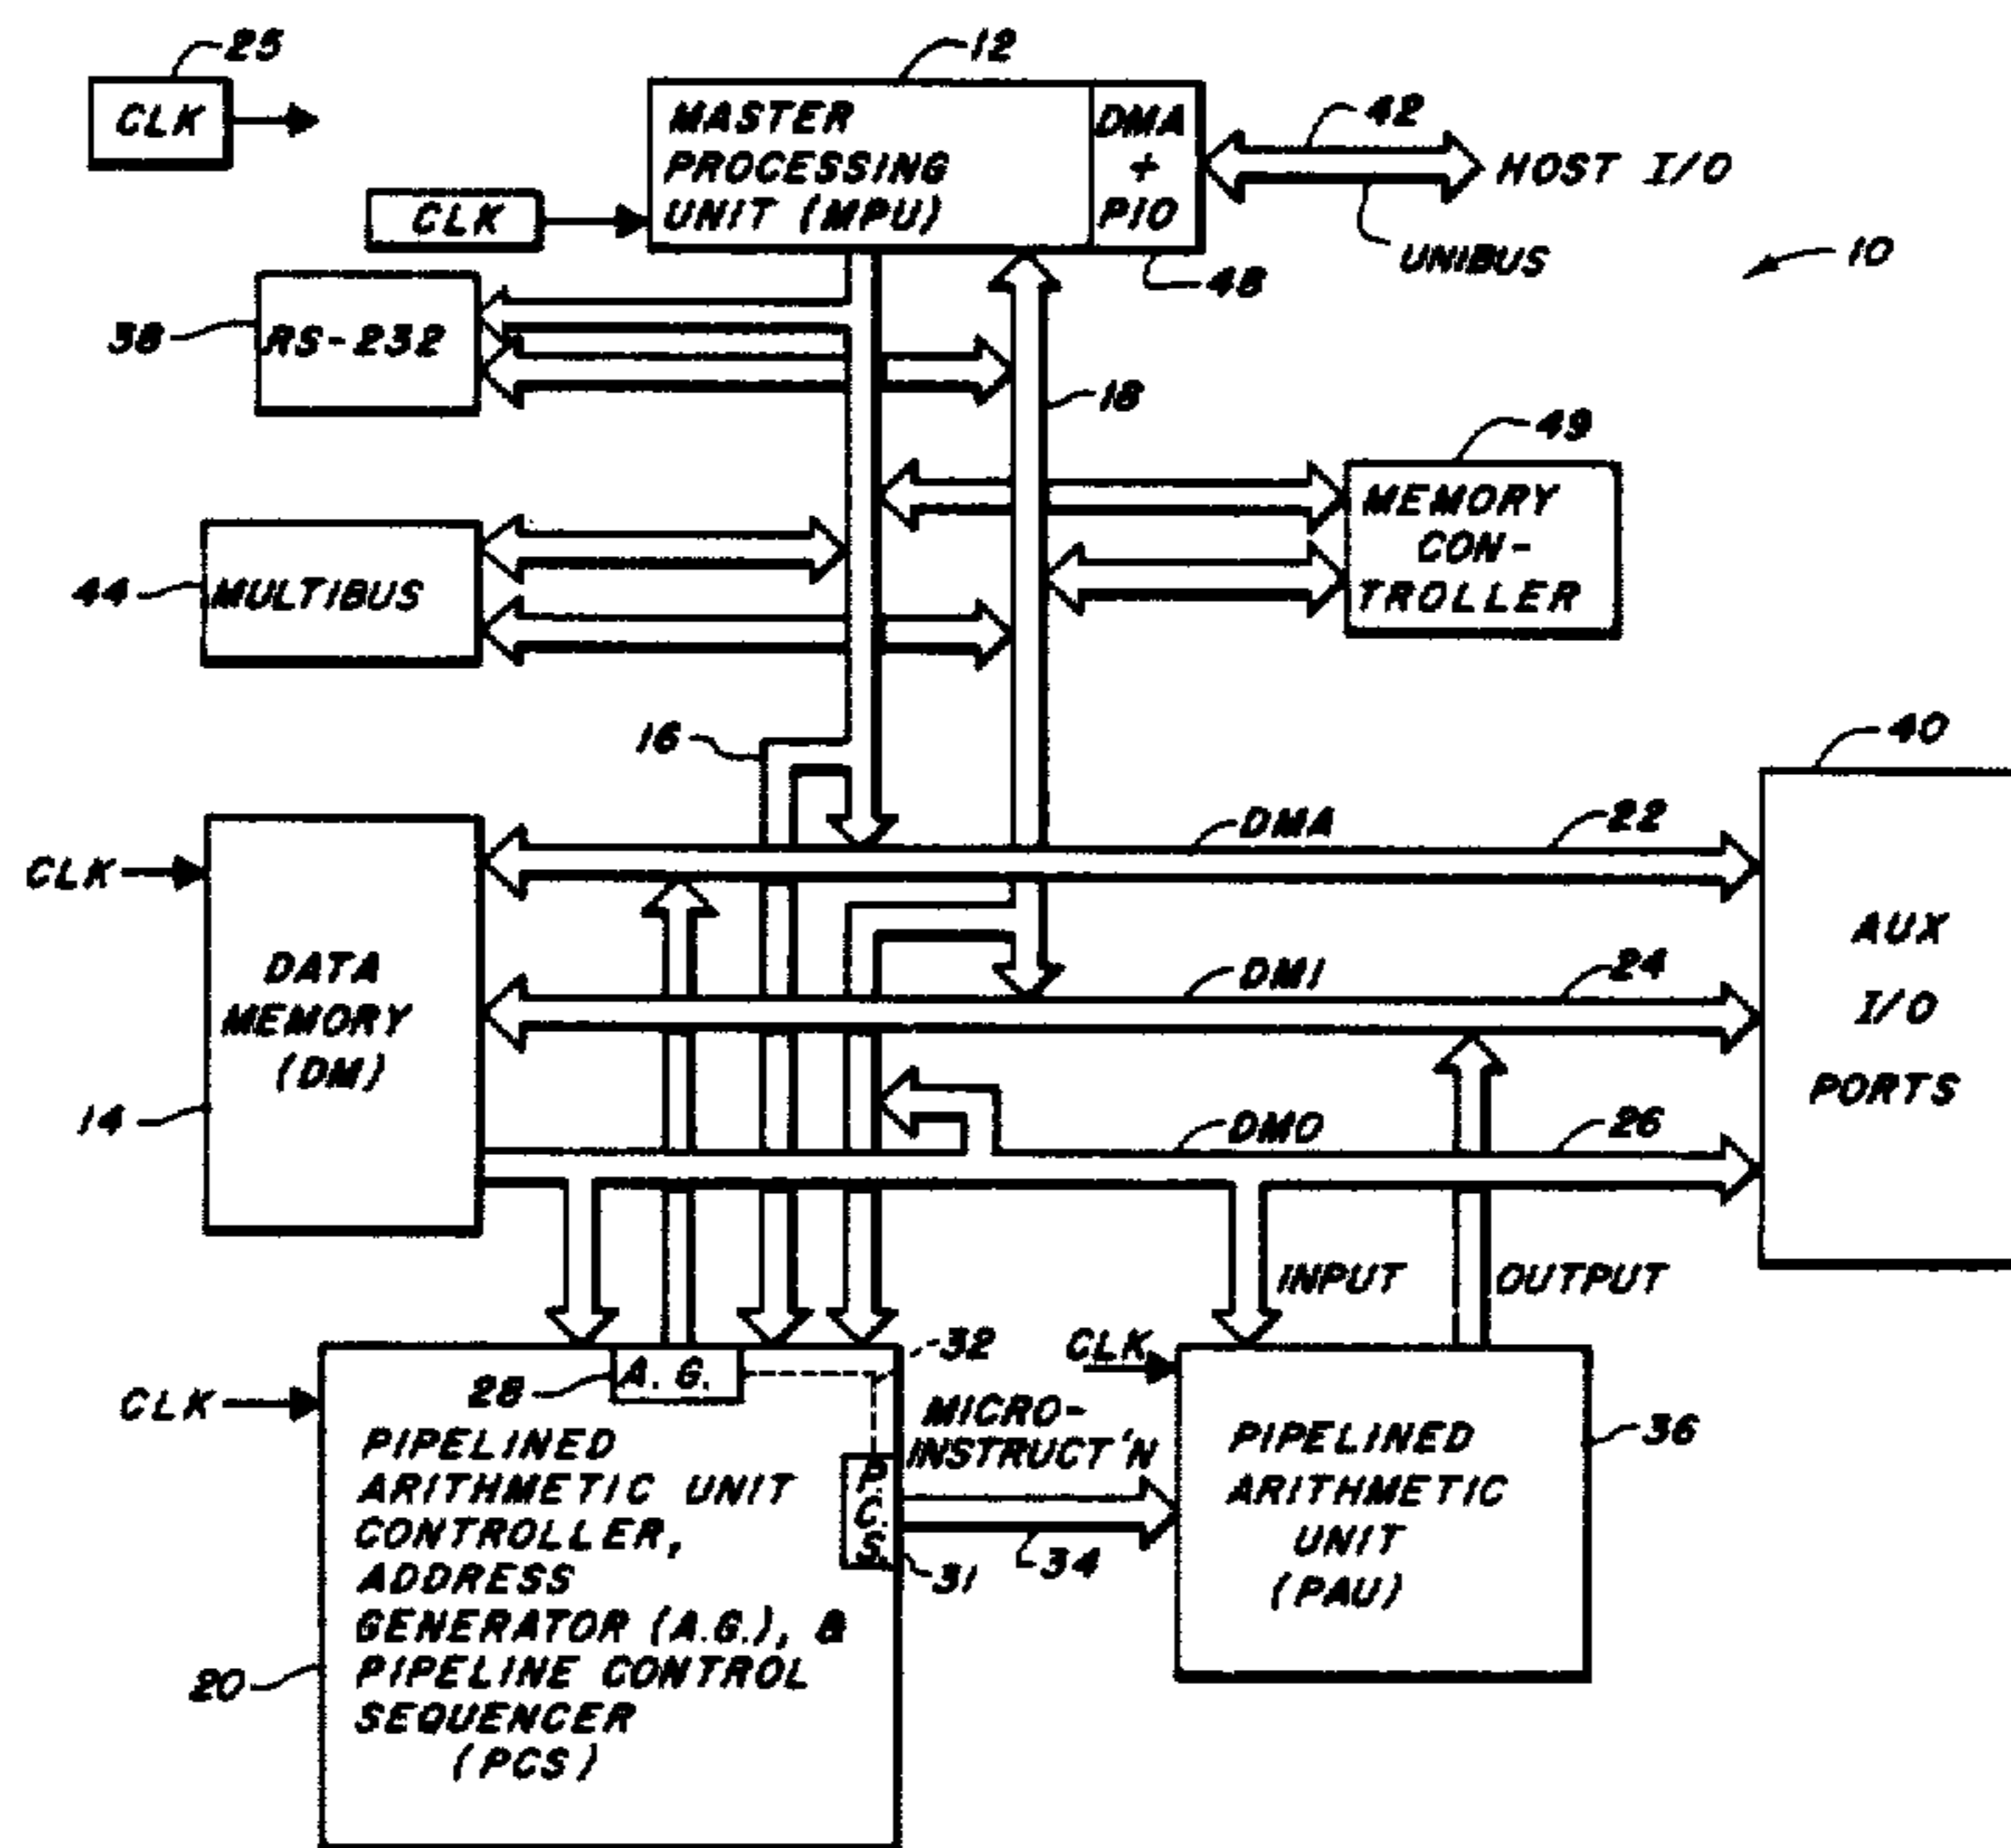 25
CLK
12
MASTER
PROCESSING
UNIT (MPU)
DMA
+
PIO
42
HOST I/O
UNIBUS
10
CLK
48
38
RS-232
18
49
MEMORY
CON-
TROLLER
44
MULTIBUS
16
40
CLK
DMA
22
DATA
MEMORY
(DM)
DMI
24
AUX
I/O
PORTS
14
DMO
26
INPUT
OUTPUT
CLK
28
A. G.
32
CLK
MICRO-
INSTRUCT'N
36
PIPELINED
ARITHMETIC UNIT
CONTROLLER,
ADDRESS
GENERATOR (A.G.), &
PIPELINE CONTROL
SEQUENCER
(PCS)
P.
C.
S.
31
34
PIPELINED
ARITHMETIC
UNIT
(PAU)
20